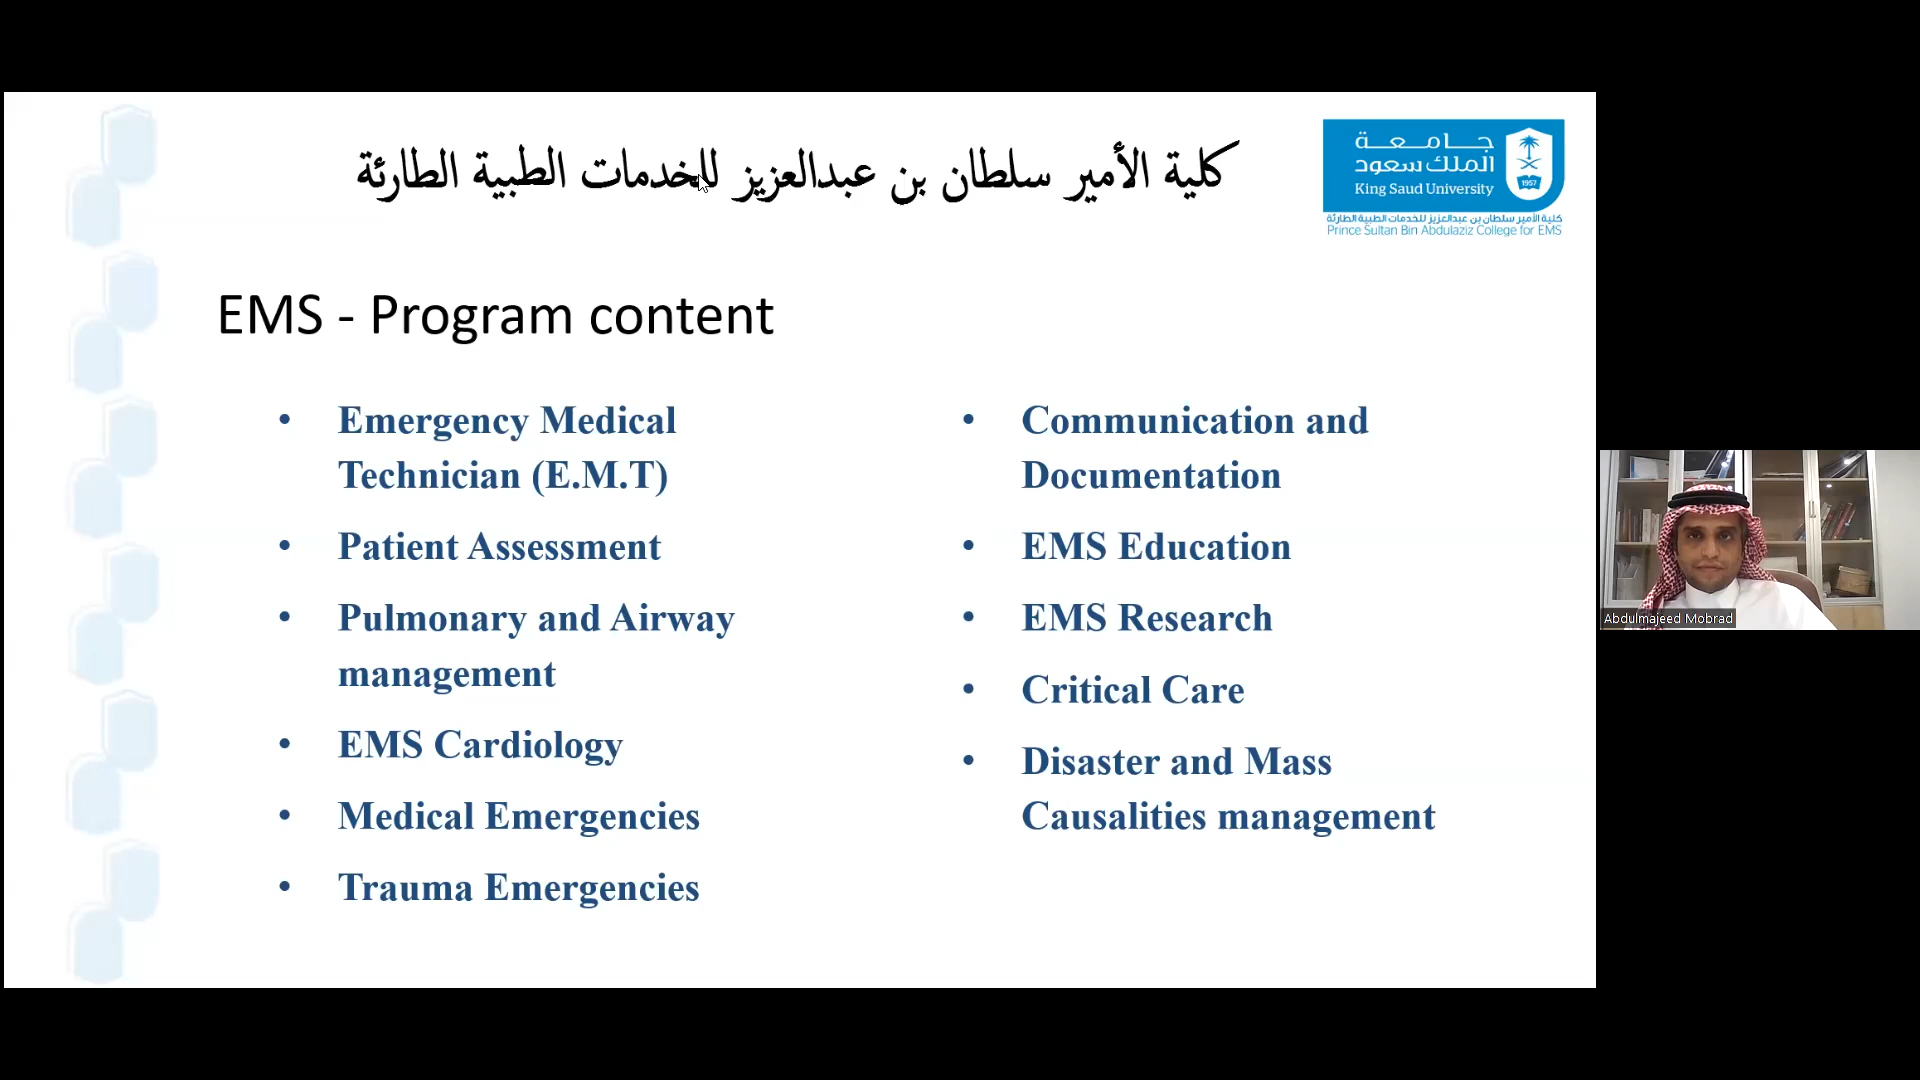 كلية الأمير سلطان بن عبدالعزيز للخدمات الطبية الطارئة
جامعة
الملك سعود
King Saud University
1957
كلية الأمير سلطان بن عبدالعزيز للخدمات الطبية الطارئة
Prince Sultan Bin Abdulaziz College for EMS
EMS - Program content
• Emergency Medical
Technician (E.M.T)
• Patient Assessment
• Pulmonary and Airway
management
• EMS Cardiology
• Medical Emergencies
• Trauma Emergencies
• Communication and
Documentation
• EMS Education
• EMS Research
• Critical Care
• Disaster and Mass
Causalities management
Abdulmajeed Mobrad